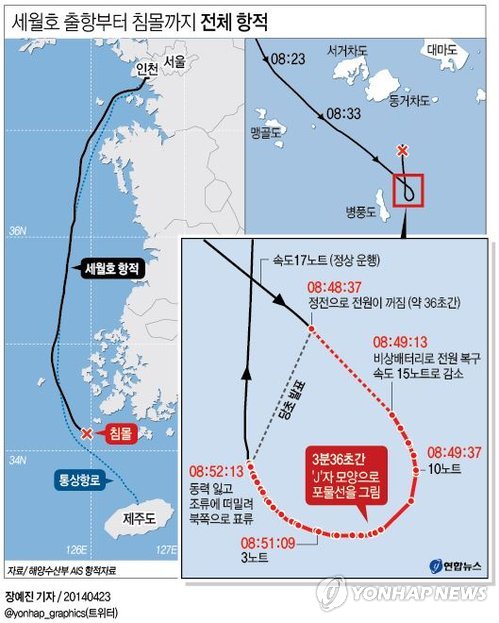 세월호 출항부터 침몰까지 전체 항적
서울
인천
36N
세월호 항적
침몰
34N
통상항로
제주도
126E
127E
08:23
서거차도
대마도
08:33
동거차도
맹골도
병풍도
속도17노트 (정상 운행)
08:48:37
정전으로 전원이 꺼짐 (약 36초간)
08:49:13
비상배터리로 전원 복구
속도 15노트로 감소
당초 발표
08:49:37
10노트
3분36초간
'J'자 모양으로
포물선을 그림
08:52:13
동력 잃고
조류에 떠밀려
북쪽으로 표류
08:51:09
3노트
연합뉴스
자료/ 해양수산부 AIS 항적자료
YONHAPNEWS
장예진 기자 / 20140423
@yonhap_graphics(트위터)